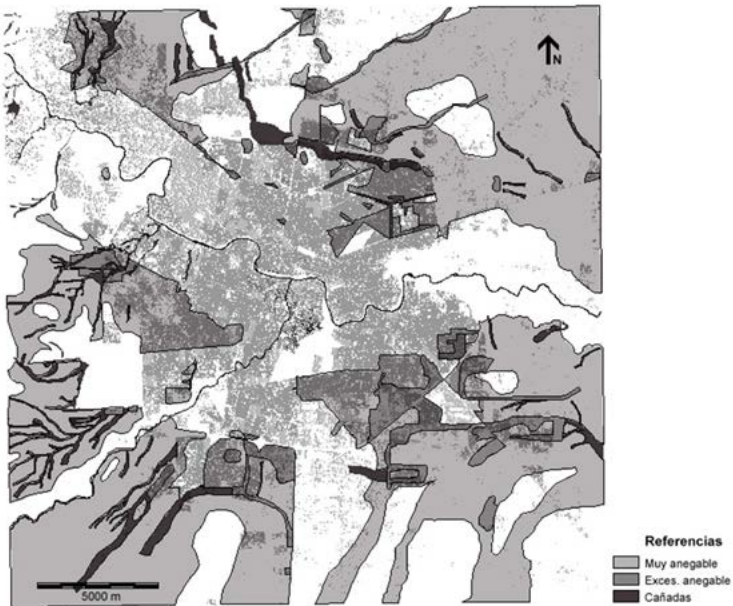 N
Referencias
Muy anegable
Exces. anegable
Cañadas
5000 m